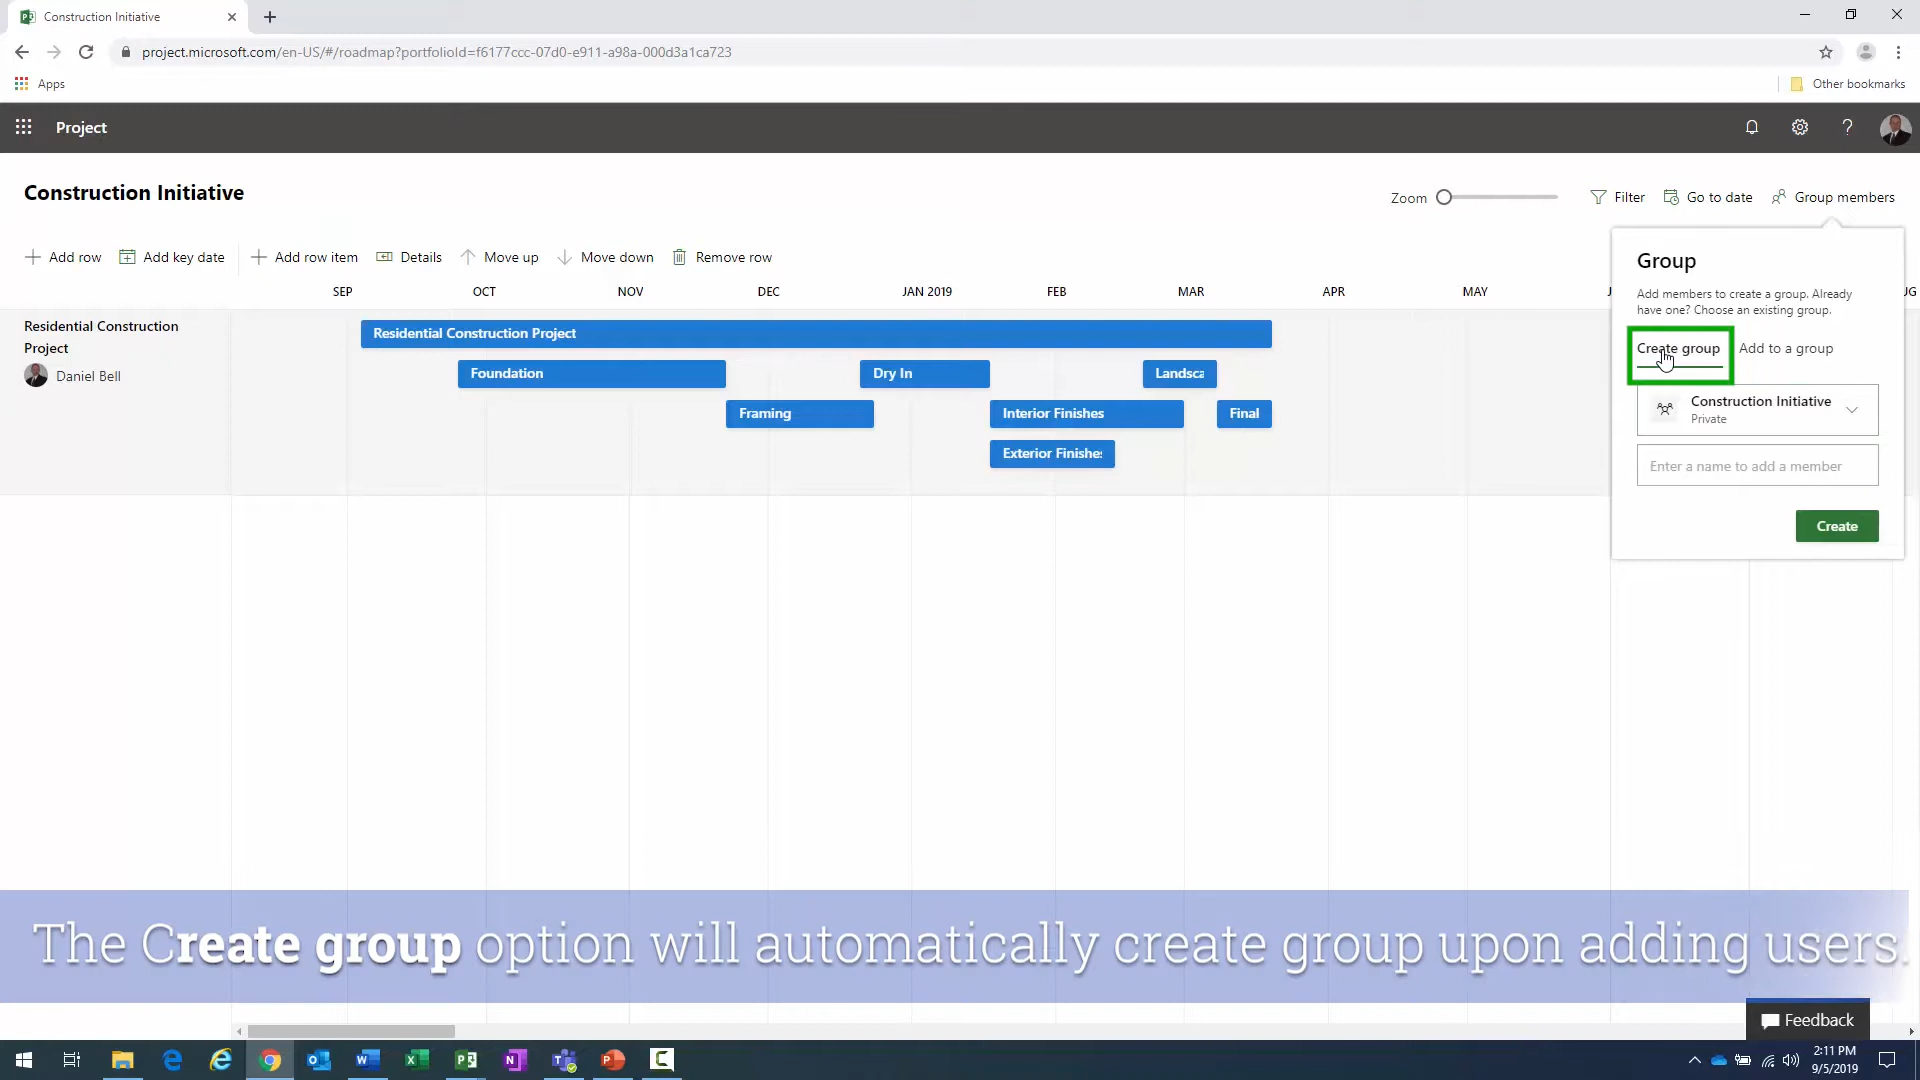 Construction Initiative
project.microsoft.com/en-US/#/roadmap?portfolioId=f6177ccc-07d0-e911-a98a-000d3a1ca723
Apps
Other bookmarks
Project
Construction Initiative
Zoom
Filter
Go to date
Group members
Add row
Add key date
Add row item
Details
Move up
Move down
Remove row
SEP OCT NOV DEC JAN 2019 FEB MAR APR MAY
Group
Add members to create a group. Already
have one? Choose an existing group.
Create group
Add to a group
Construction Initiative
Private
Enter a name to add a member
Create
Residential Construction
Project
Daniel Bell
Residential Construction Project
Foundation
Dry In
Landsca
Framing
Interior Finishes
Final
Exterior Finishes
The Create group option will automatically create group upon adding users.
Feedback
2:11 PM
9/5/2019